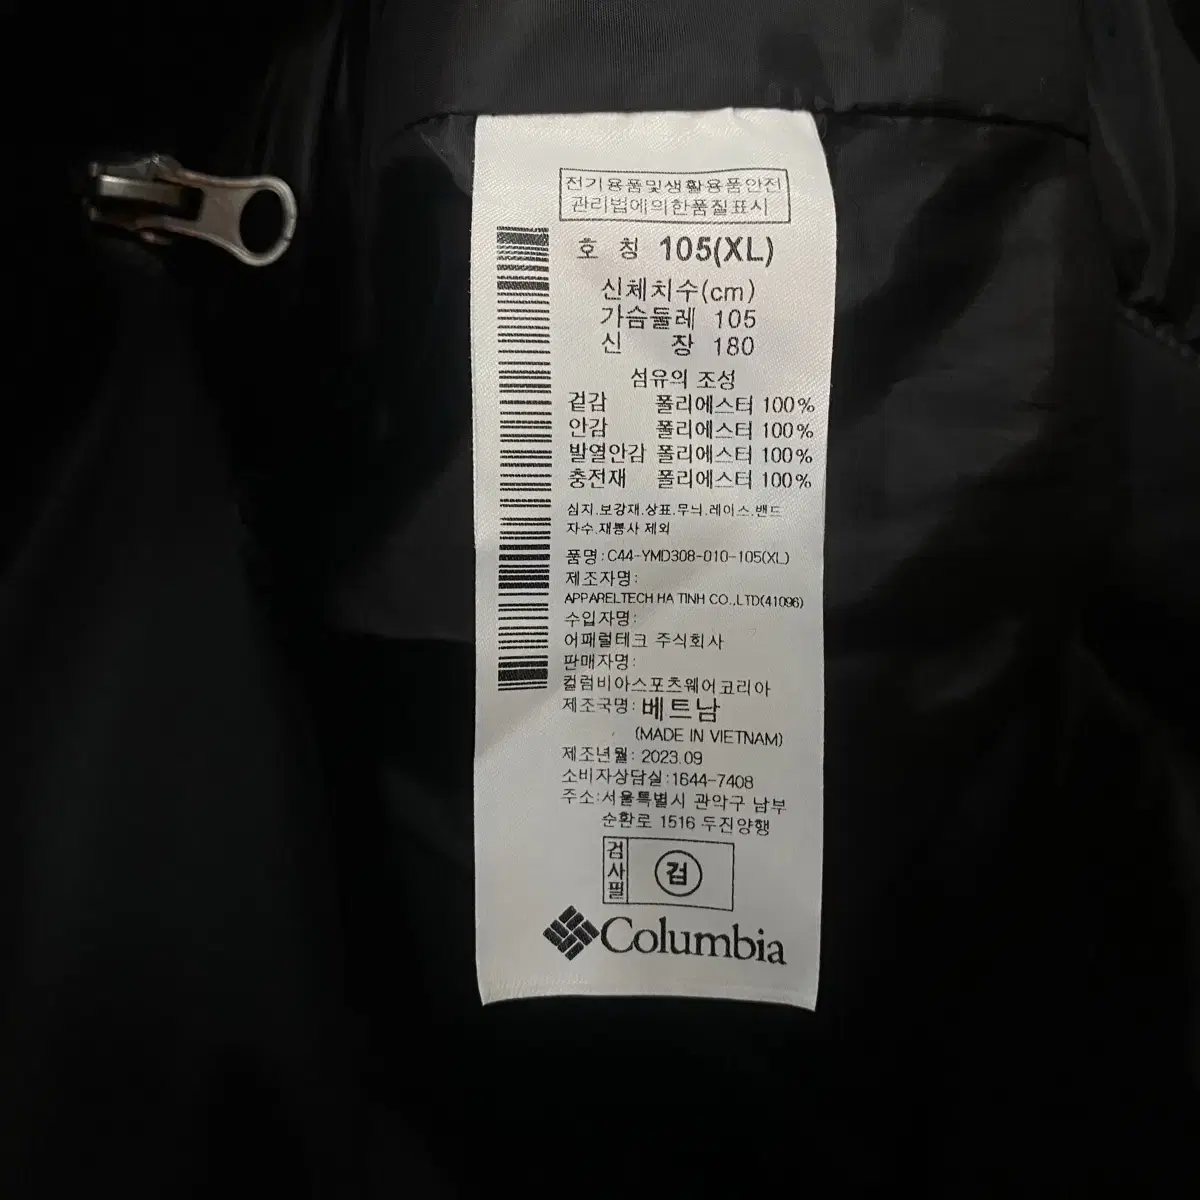 전기용품및생활용품안전
관리법에의한품질표시
호 칭 105(XL)
신체치수(cm)
가슴둘레 105
신 장 180
섬유의 조성
겉감 폴리에스터 100%
안감 폴리에스터 100%
발열안감 폴리에스터 100%
충전재 폴리에스터 100%
심지.보강재.상표.무늬.레이스.밴드
자수.재봉사 제외
품명:C44-YMD308-010-105(XL)
제조자명:
APPARELTECH HA TINH CO.,LTD(41096)
수입자명:
어패럴테크 주식회사
판매자명:
컬럼비아스포츠웨어코리아
제조국명:베트남
(MADE IN VIETNAM)
제조년월: 2023.09
소비자상담실:1644-7408
주소:서울특별시 관악구 남부
순환로 1516 두진양행
검사필
검
Columbia